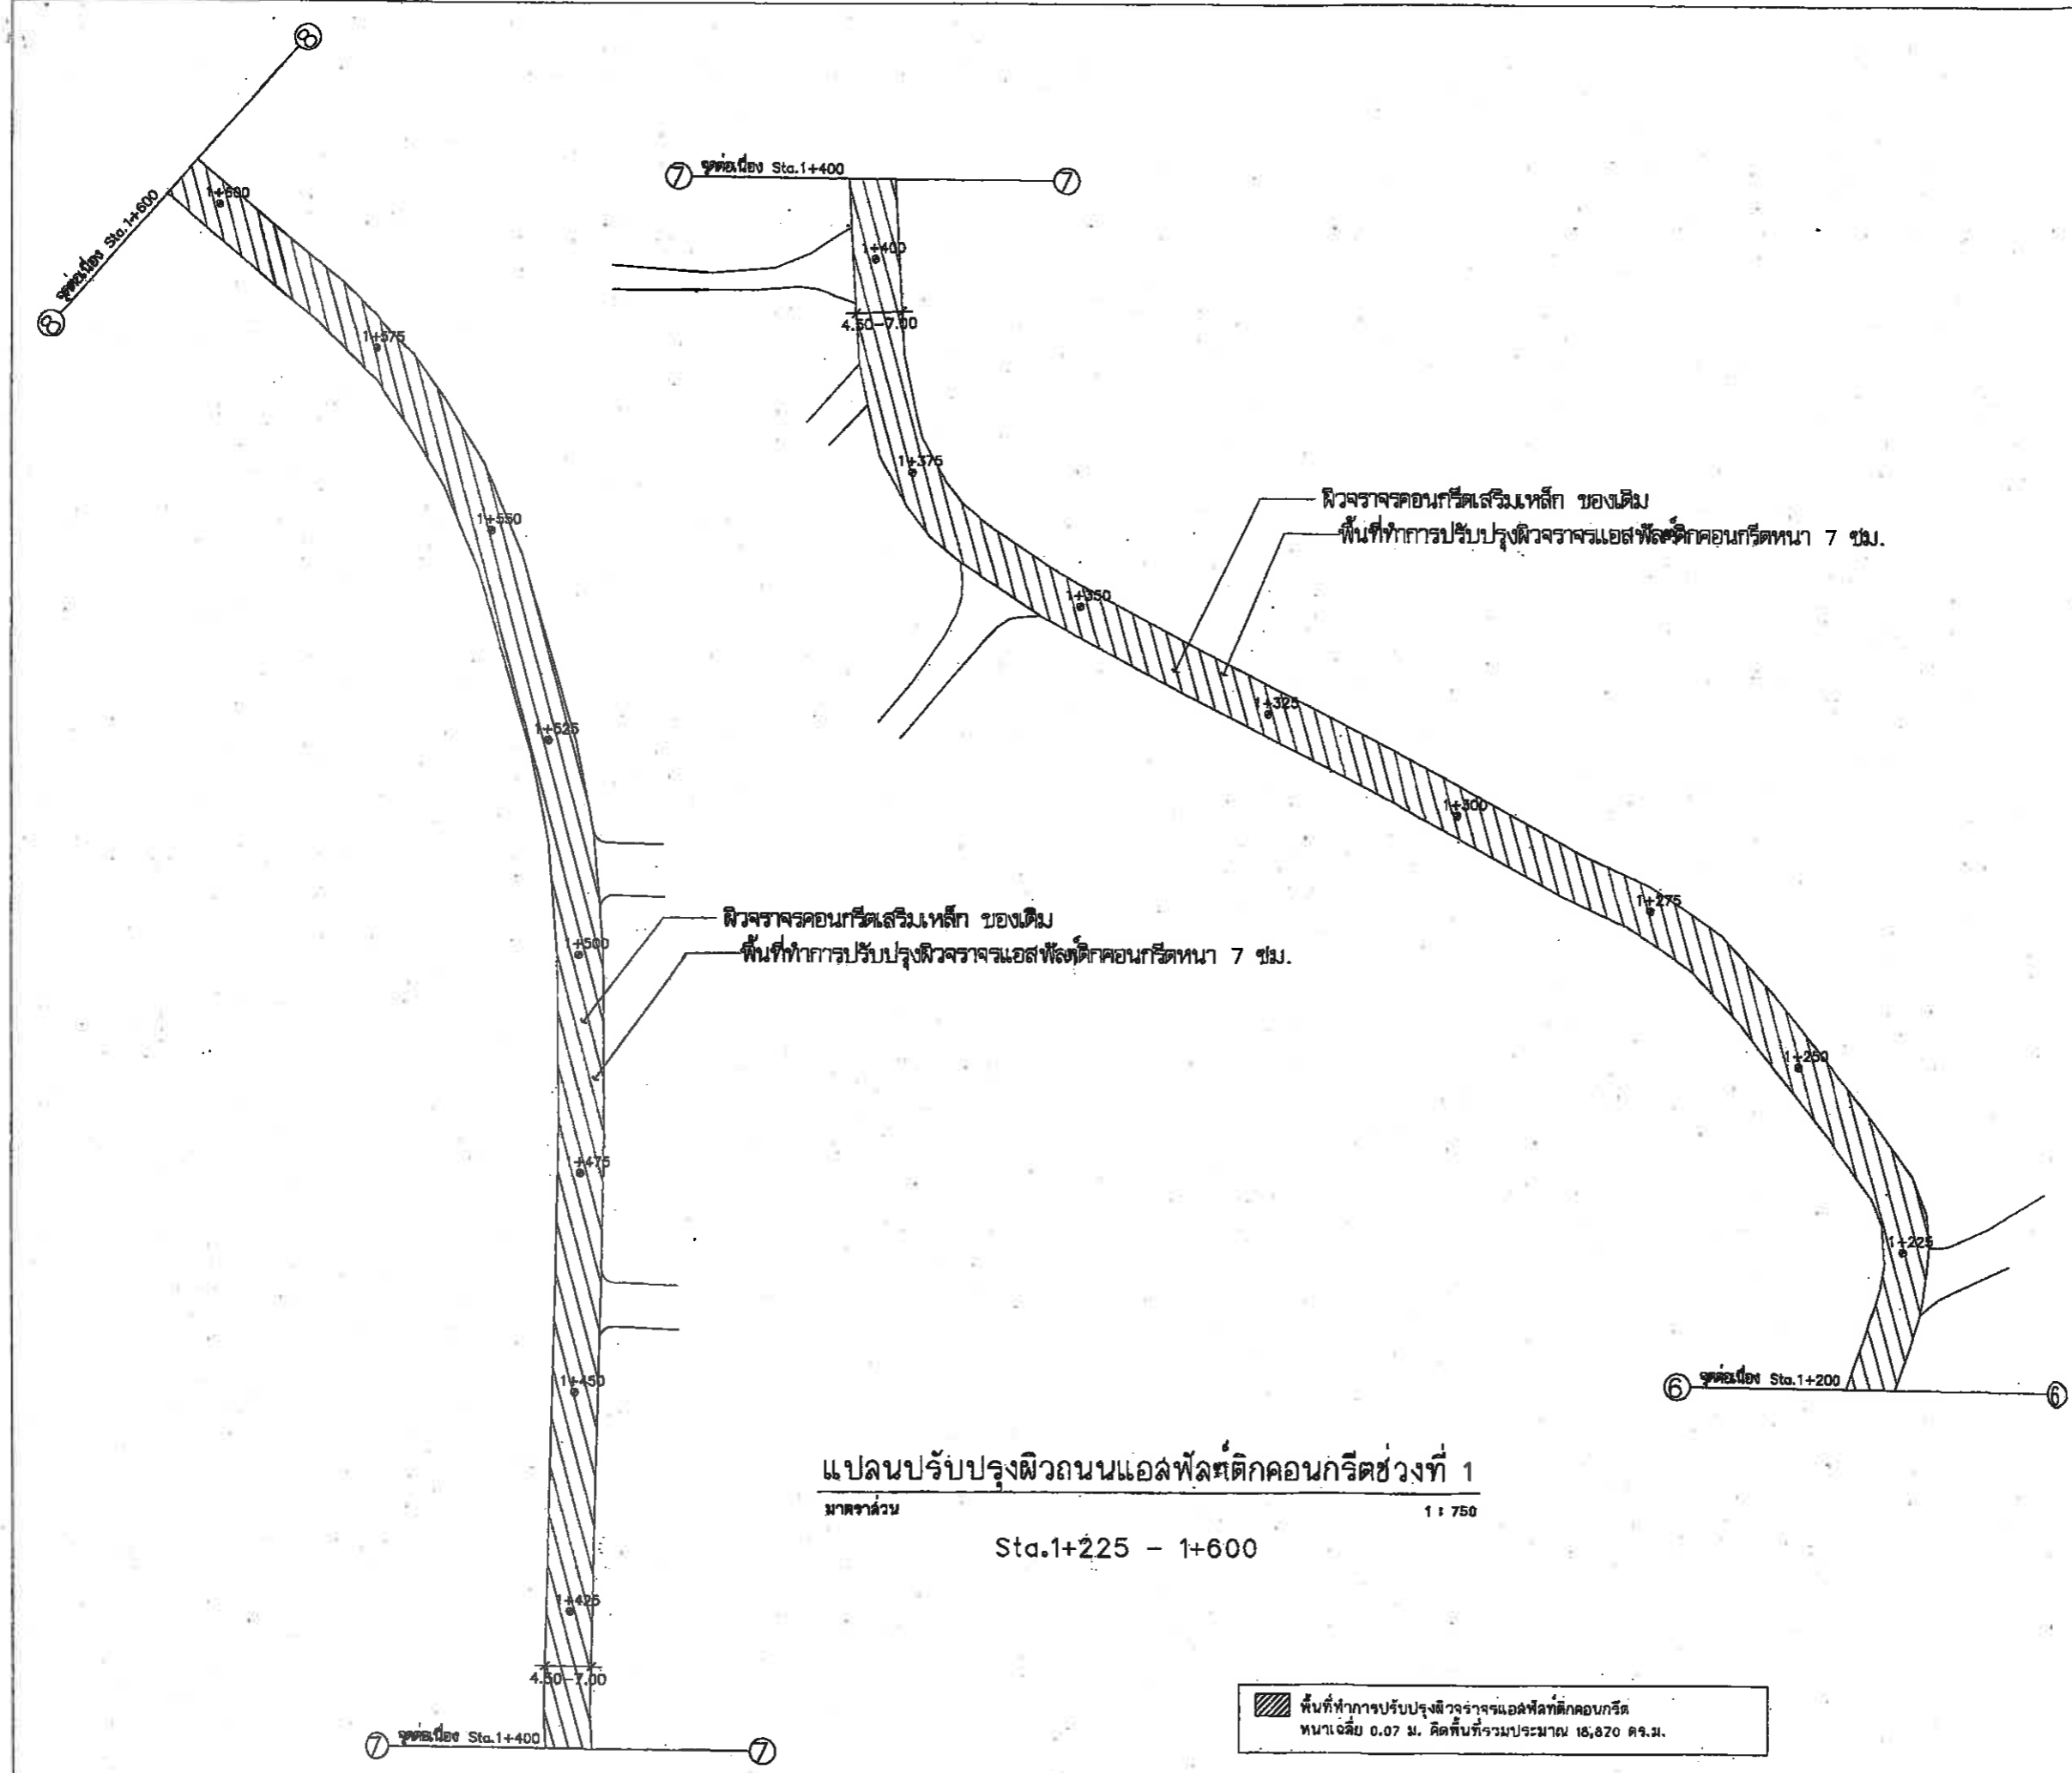 8
1+600
จุดต่อเนื่อง Sta.1+600
8
1+575
1+550
1+525
1+500
ผิวจราจรคอนกรีตเสริมเหล็ก ของเดิม
พื้นที่ทำการปรับปรุงผิวจราจรแอสฟัลท์ติกคอนกรีตหนา 7 ซม.
1+475
1+450
1+425
4.50-7.00
7 จุดต่อเนื่อง Sta.1+400 7
7 จุดต่อเนื่อง Sta.1+400 7
1+400
4.50-7.00
1+375
ผิวจราจรคอนกรีตเสริมเหล็ก ของเดิม
พื้นที่ทำการปรับปรุงผิวจราจรแอสฟัลท์ติกคอนกรีตหนา 7 ซม.
1+350
1+325
1+300
1+275
1+250
1+225
6 จุดต่อเนื่อง Sta.1+200 6
แปลนปรับปรุงผิวถนนแอสฟัลท์ติกคอนกรีตช่วงที่ 1
มาตราส่วน 1 : 750
Sta.1+225 - 1+600
พื้นที่ทำการปรับปรุงผิวจราจรแอสฟัลท์ติกคอนกรีต
หนาเฉลี่ย 0.07 ม. คิดพื้นที่รวมประมาณ 16,820 ตร.ม.